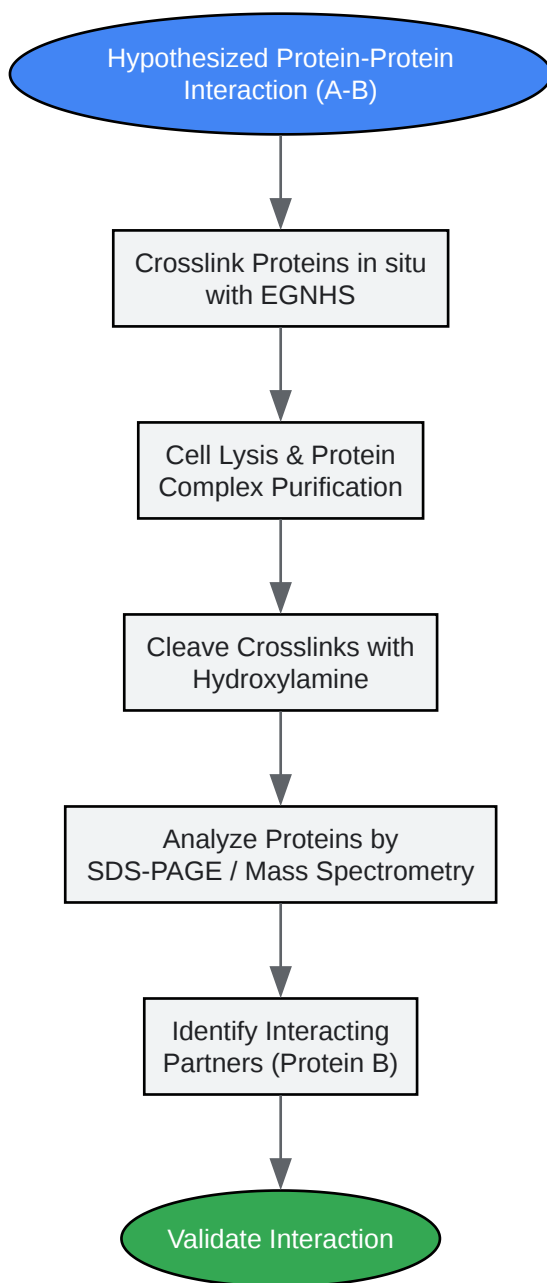 Hypothesized Protein-Protein
Interaction (A-B)
Crosslink Proteins in situ
with EGNHS
Cell Lysis & Protein
Complex Purification
Cleave Crosslinks with
Hydroxylamine
Analyze Proteins by
SDS-PAGE / Mass Spectrometry
Identify Interacting
Partners (Protein B)
Validate Interaction